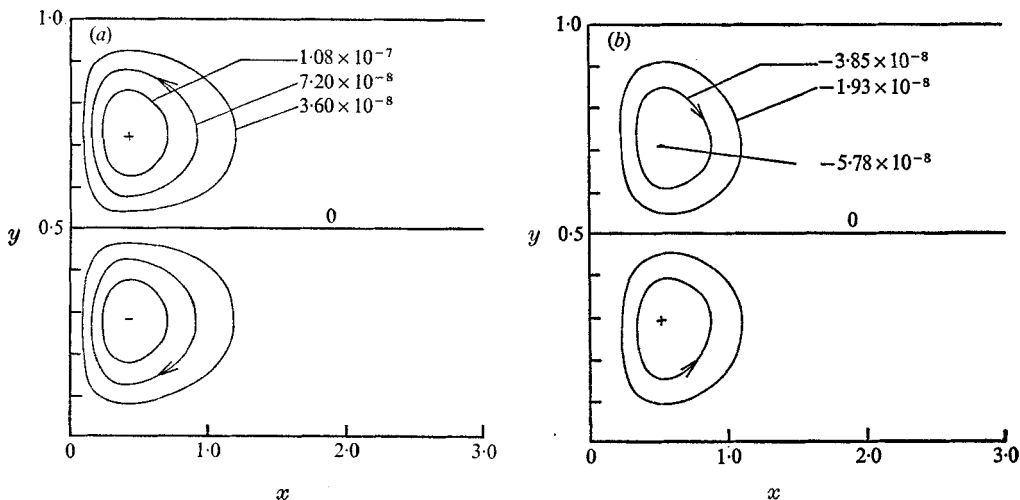 (a)
1·0
1·08 × 10⁻⁷
7·20 × 10⁻⁸
3·60 × 10⁻⁸
+
0
y
0·5
−
0
1·0
2·0
3·0
x
(b)
1·0
−3·85 × 10⁻⁸
−1·93 × 10⁻⁸
−5·78 × 10⁻⁸
0
y
0·5
+
0
1·0
2·0
3·0
x